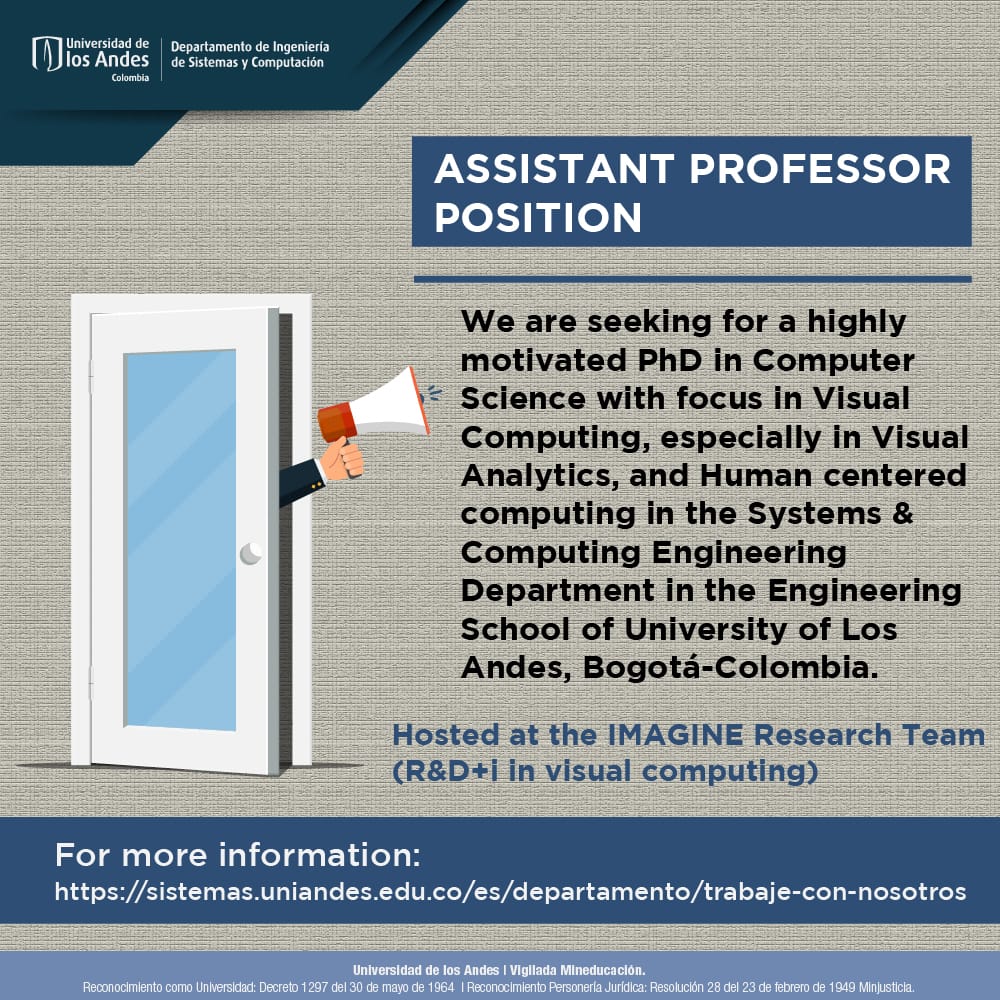 Universidad de
los Andes
Colombia
Departamento de Ingeniería
de Sistemas y Computación
ASSISTANT PROFESSOR
POSITION
We are seeking for a highly
motivated PhD in Computer
Science with focus in Visual
Computing, especially in Visual
Analytics, and Human centered
computing in the Systems &
Computing Engineering
Department in the Engineering
School of University of Los
Andes, Bogotá-Colombia.
Hosted at the IMAGINE Research Team
(R&D+i in visual computing)
For more information:
https://sistemas.uniandes.edu.co/es/departamento/trabaje-con-nosotros
Universidad de los Andes | Vigilada Mineducación.
Reconocimiento como Universidad: Decreto 1297 del 30 de mayo de 1964 | Reconocimiento Personería Jurídica: Resolución 28 del 23 de febrero de 1949 Minjusticia.